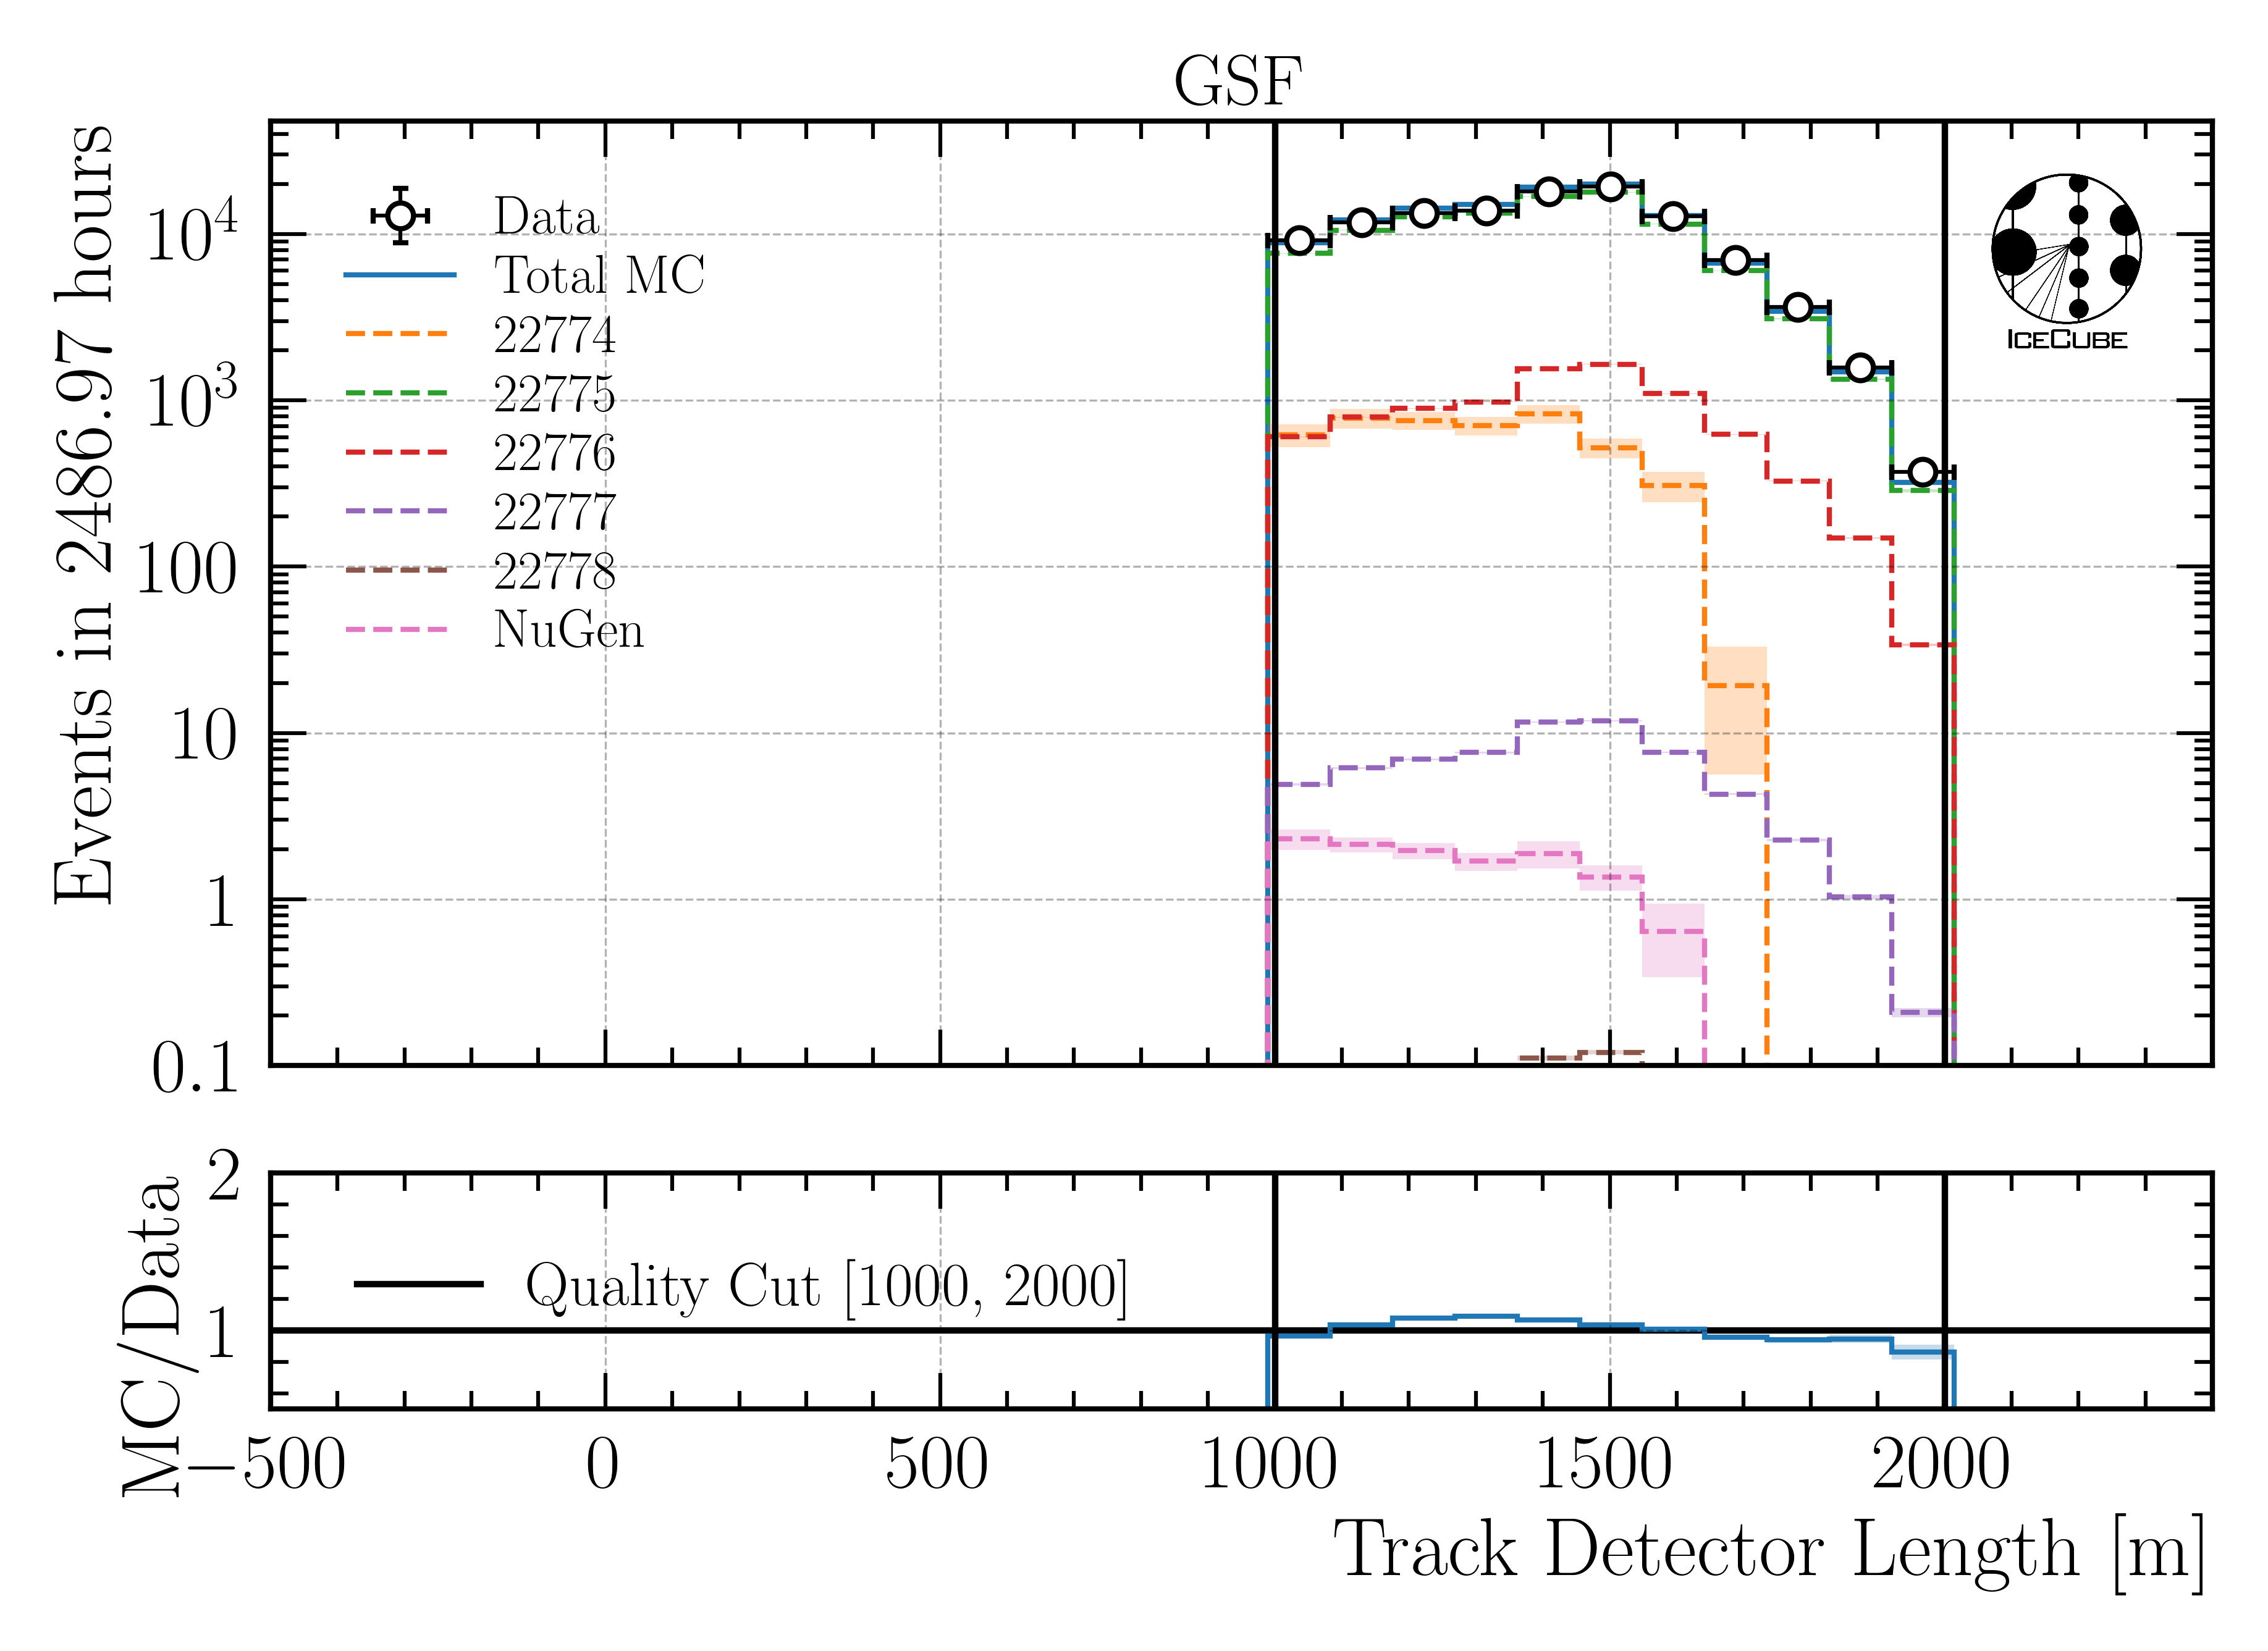 GSF
Events in 2486.97 hours
10^4
10^3
100
10
1
0.1
Data
Total MC
22774
22775
22776
22777
22778
NuGen
ICECUBE
MC/Data
2
1
Quality Cut [1000, 2000]
−500 0 500 1000 1500 2000
Track Detector Length [m]